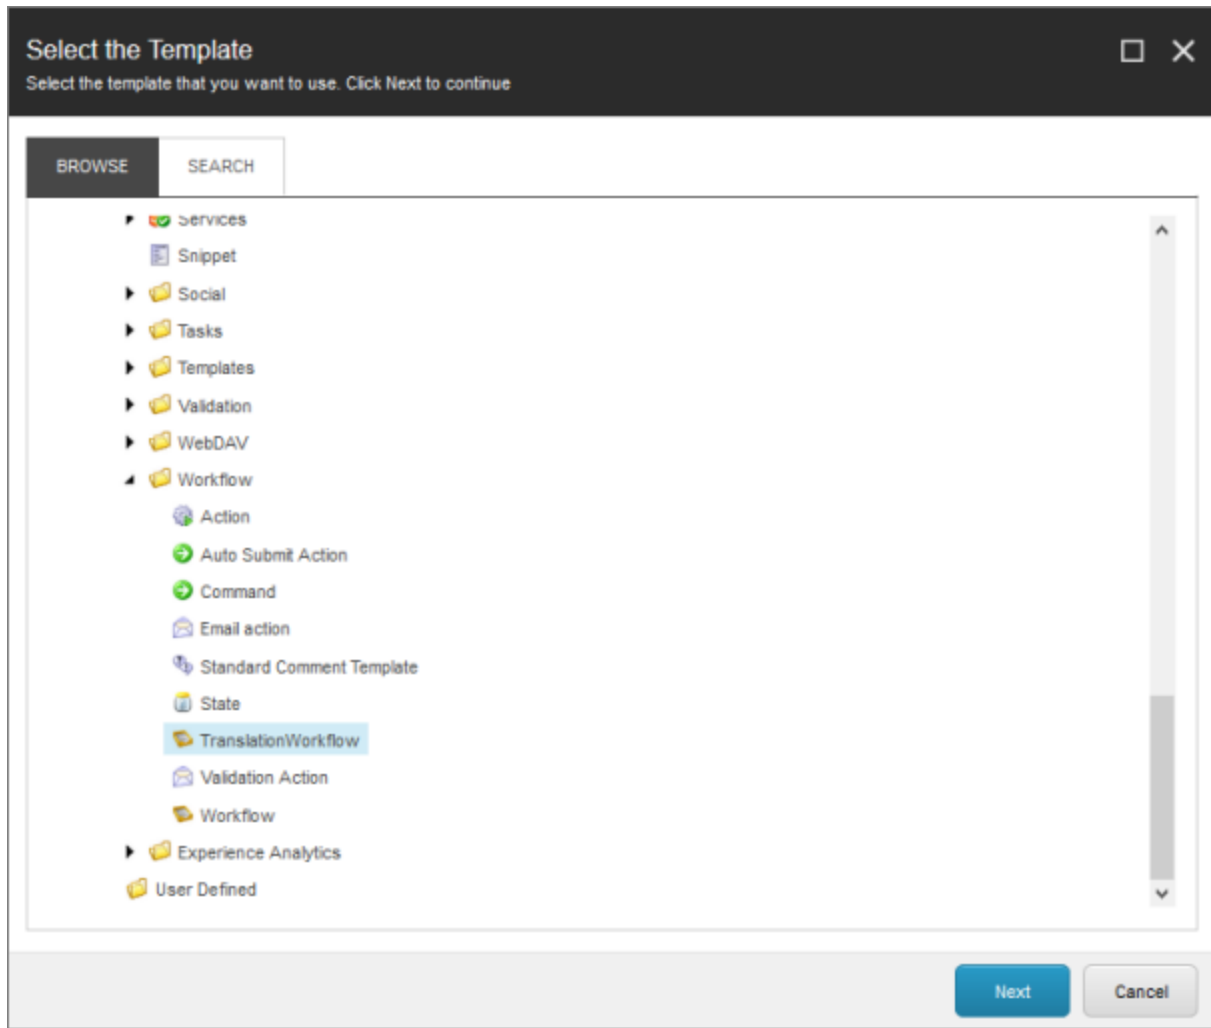 Select the Template
Select the template that you want to use. Click Next to continue
BROWSE
SEARCH
Services
Snippet
Social
Tasks
Templates
Validation
WebDAV
Workflow
Action
Auto Submit Action
Command
Email action
Standard Comment Template
State
TranslationWorkflow
Validation Action
Workflow
Experience Analytics
User Defined
Next
Cancel